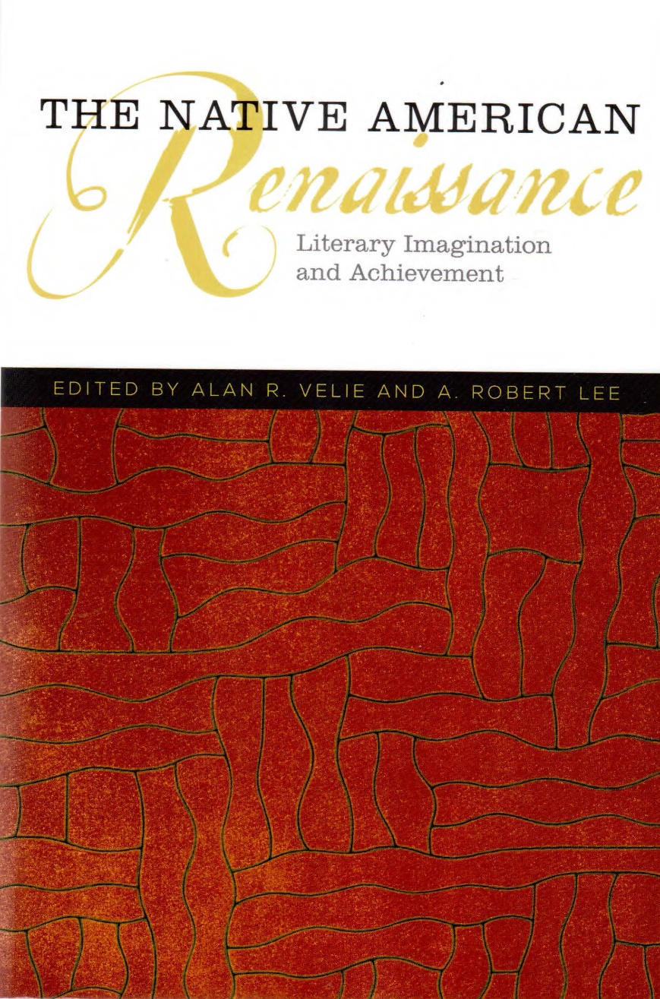 THE NATIVE AMERICAN
Renaissance
Literary Imagination
and Achievement
EDITED BY ALAN R. VELIE AND A. ROBERT LEE